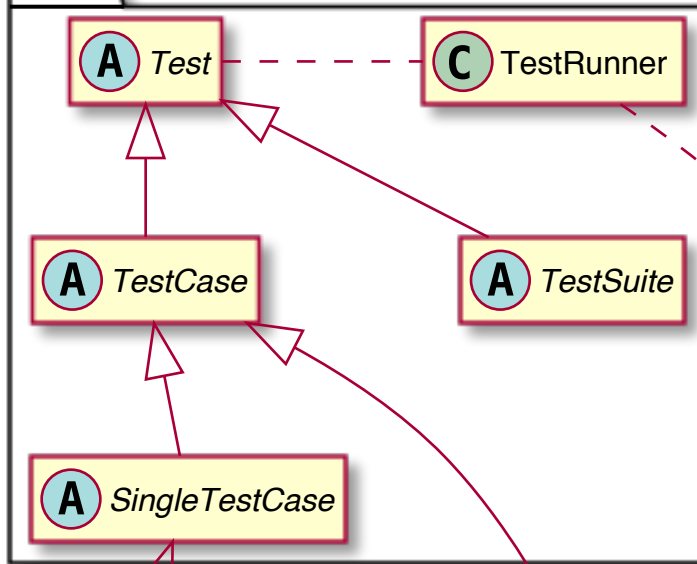 A Test
C TestRunner
A TestCase
A TestSuite
A SingleTestCase